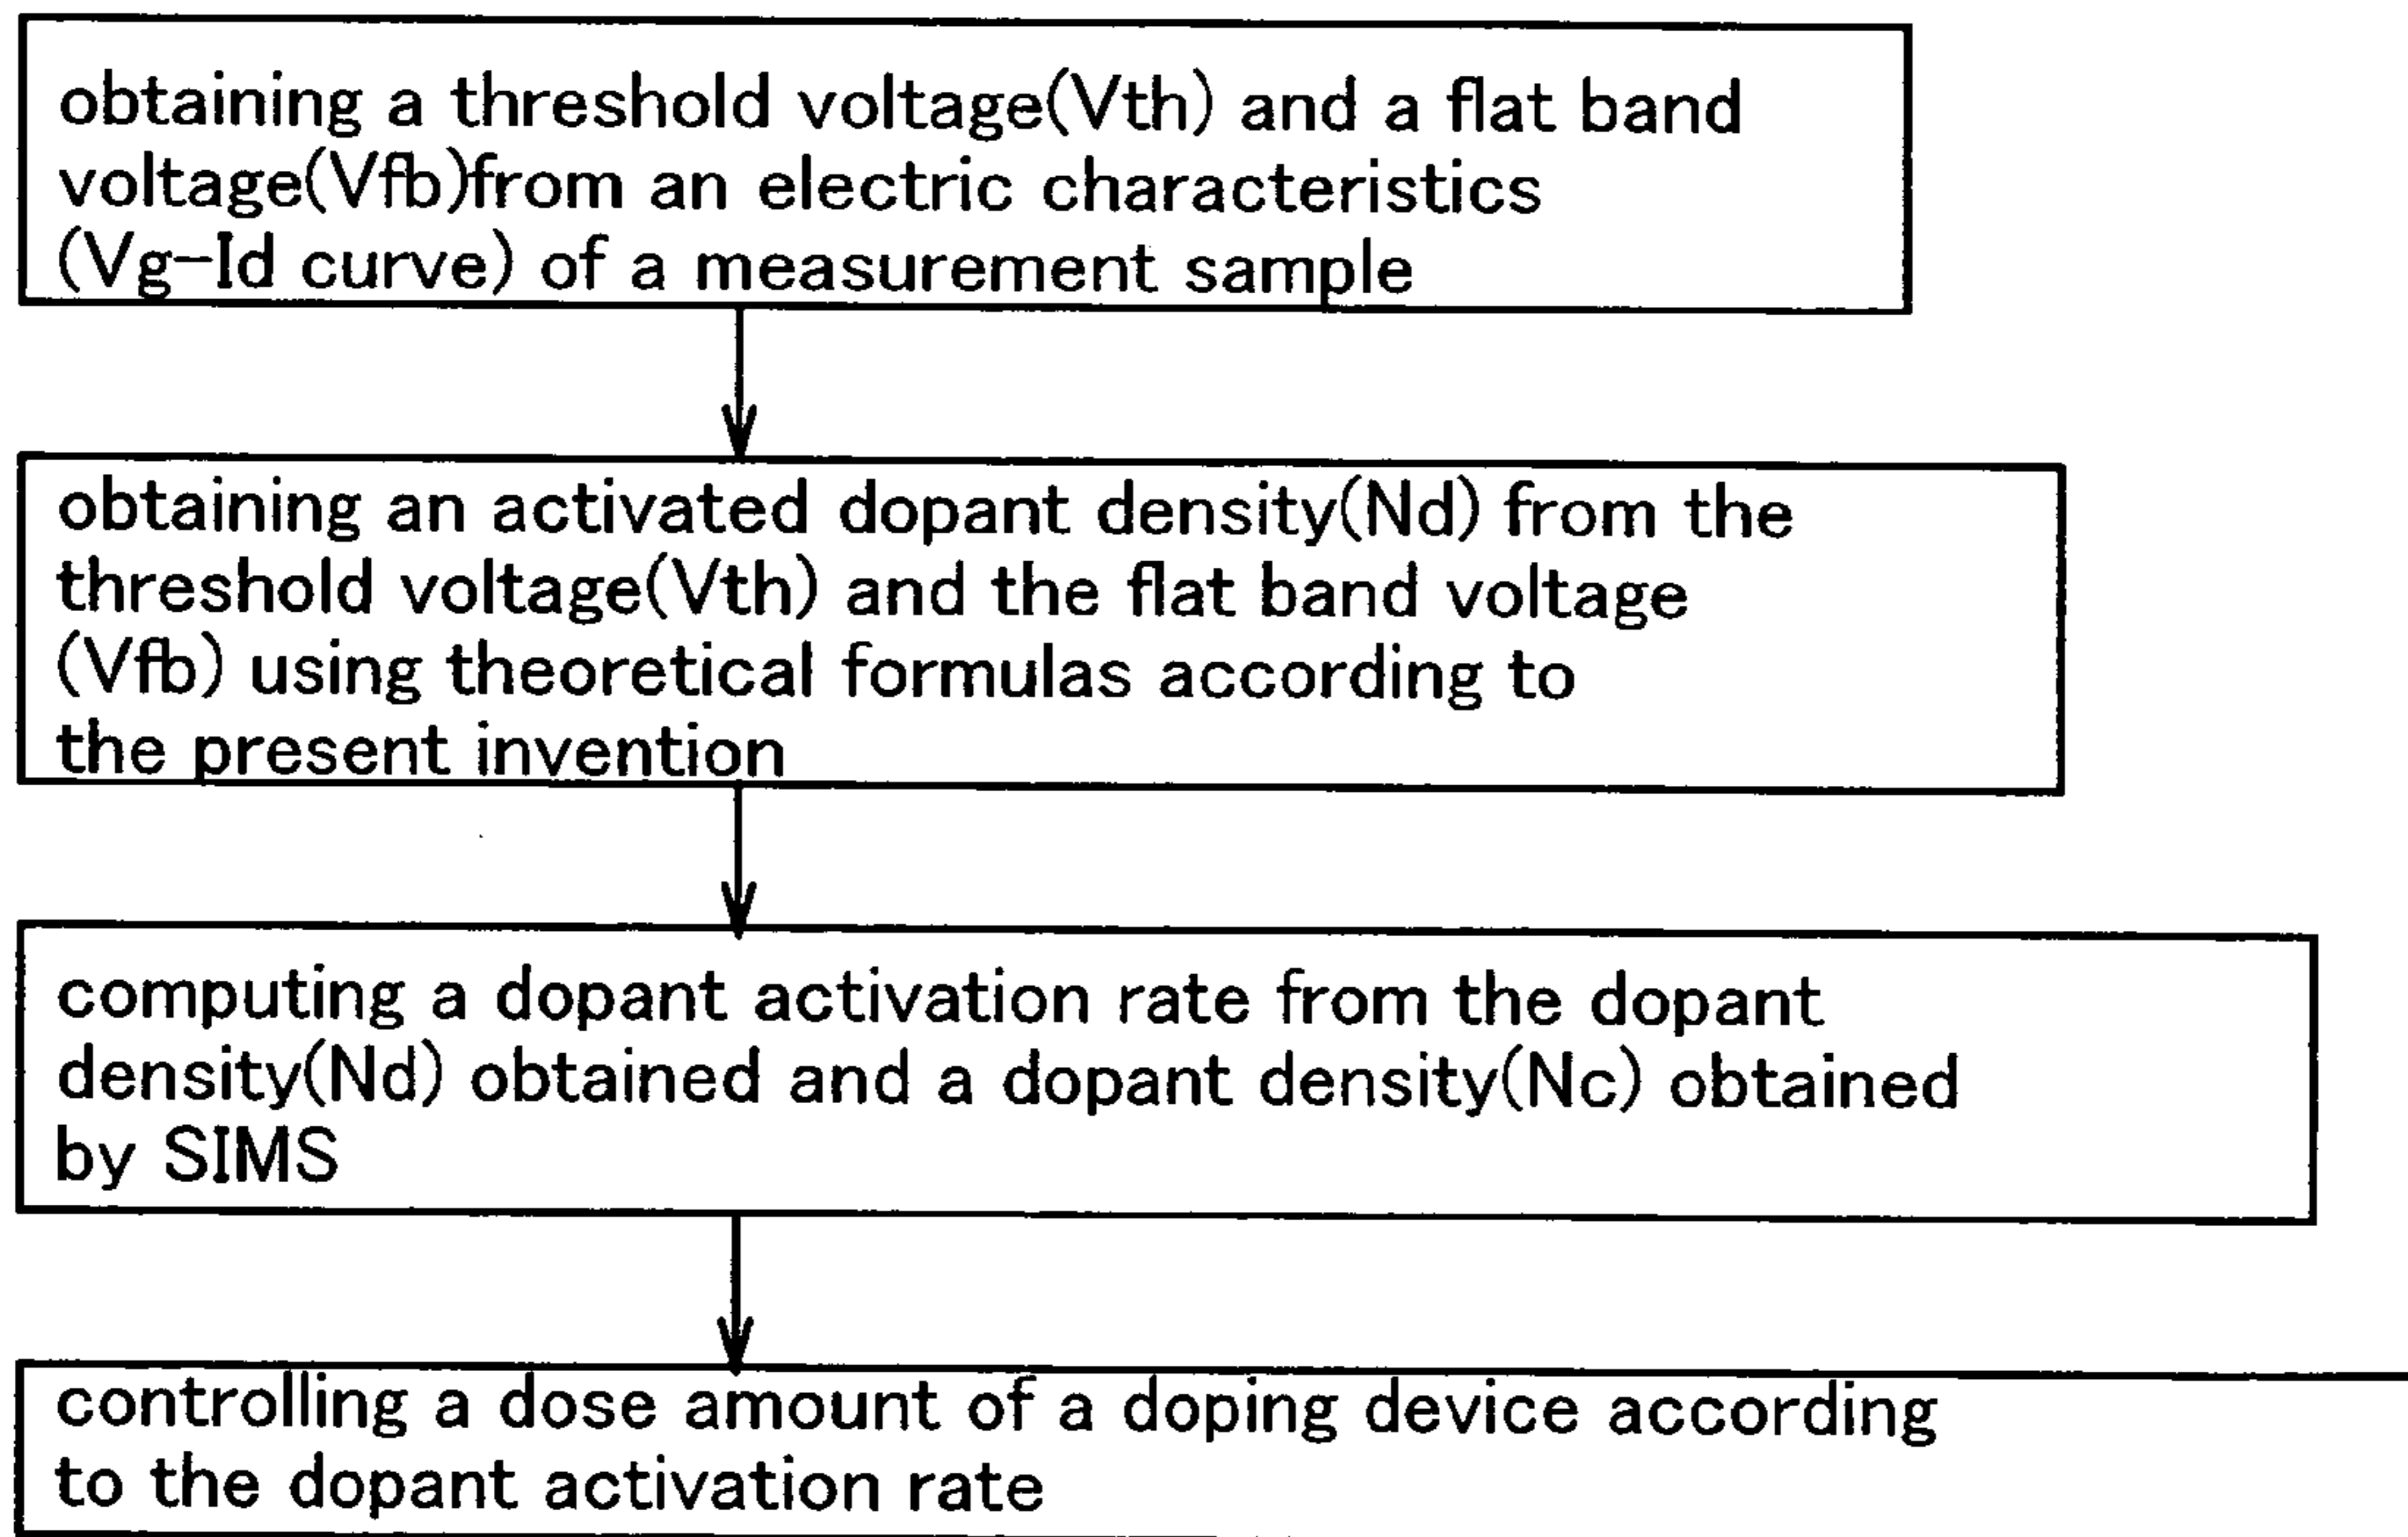 obtaining a threshold voltage(Vth) and a flat band
voltage(Vfb)from an electric characteristics
(Vg-Id curve) of a measurement sample
obtaining an activated dopant density(Nd) from the
threshold voltage(Vth) and the flat band voltage
(Vfb) using theoretical formulas according to
the present invention
computing a dopant activation rate from the dopant
density(Nd) obtained and a dopant density(Nc) obtained
by SIMS
controlling a dose amount of a doping device according
to the dopant activation rate